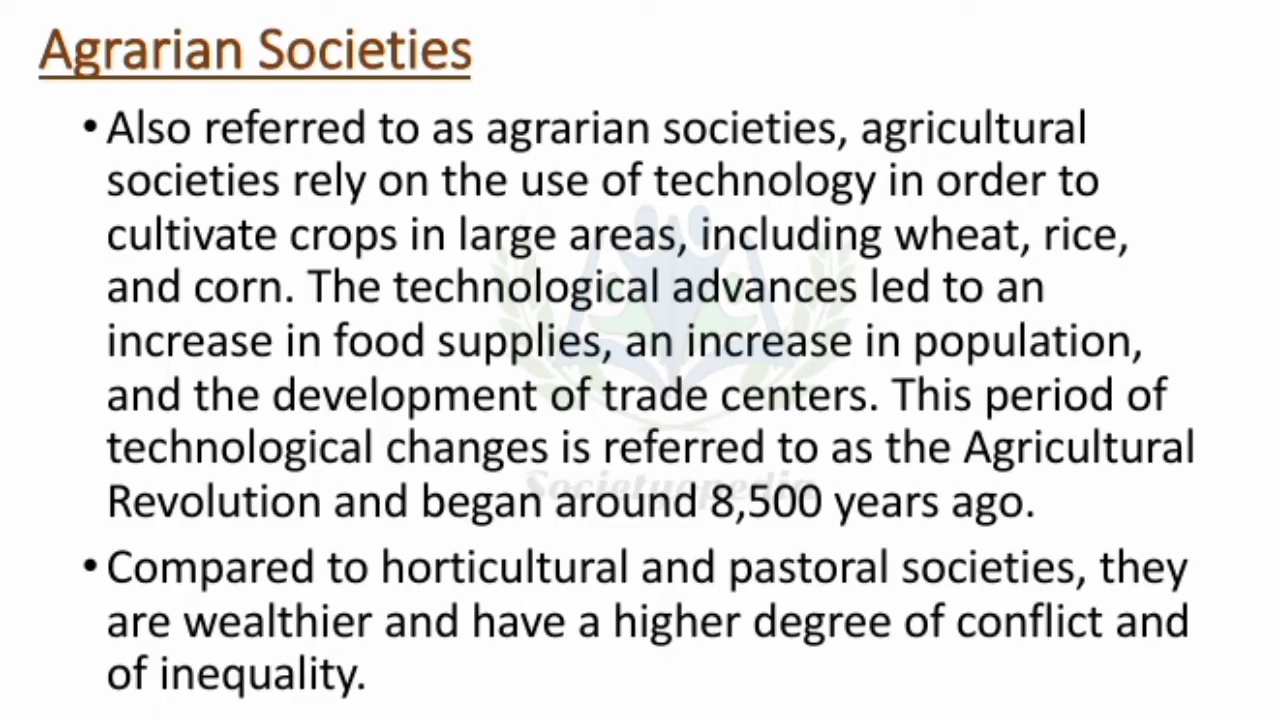 Agrarian Societies
• Also referred to as agrarian societies, agricultural
societies rely on the use of technology in order to
cultivate crops in large areas, including wheat, rice,
and corn. The technological advances led to an
increase in food supplies, an increase in population,
and the development of trade centers. This period of
technological changes is referred to as the Agricultural
Societyopedia
Revolution and began around 8,500 years ago.
• Compared to horticultural and pastoral societies, they
are wealthier and have a higher degree of conflict and
of inequality.